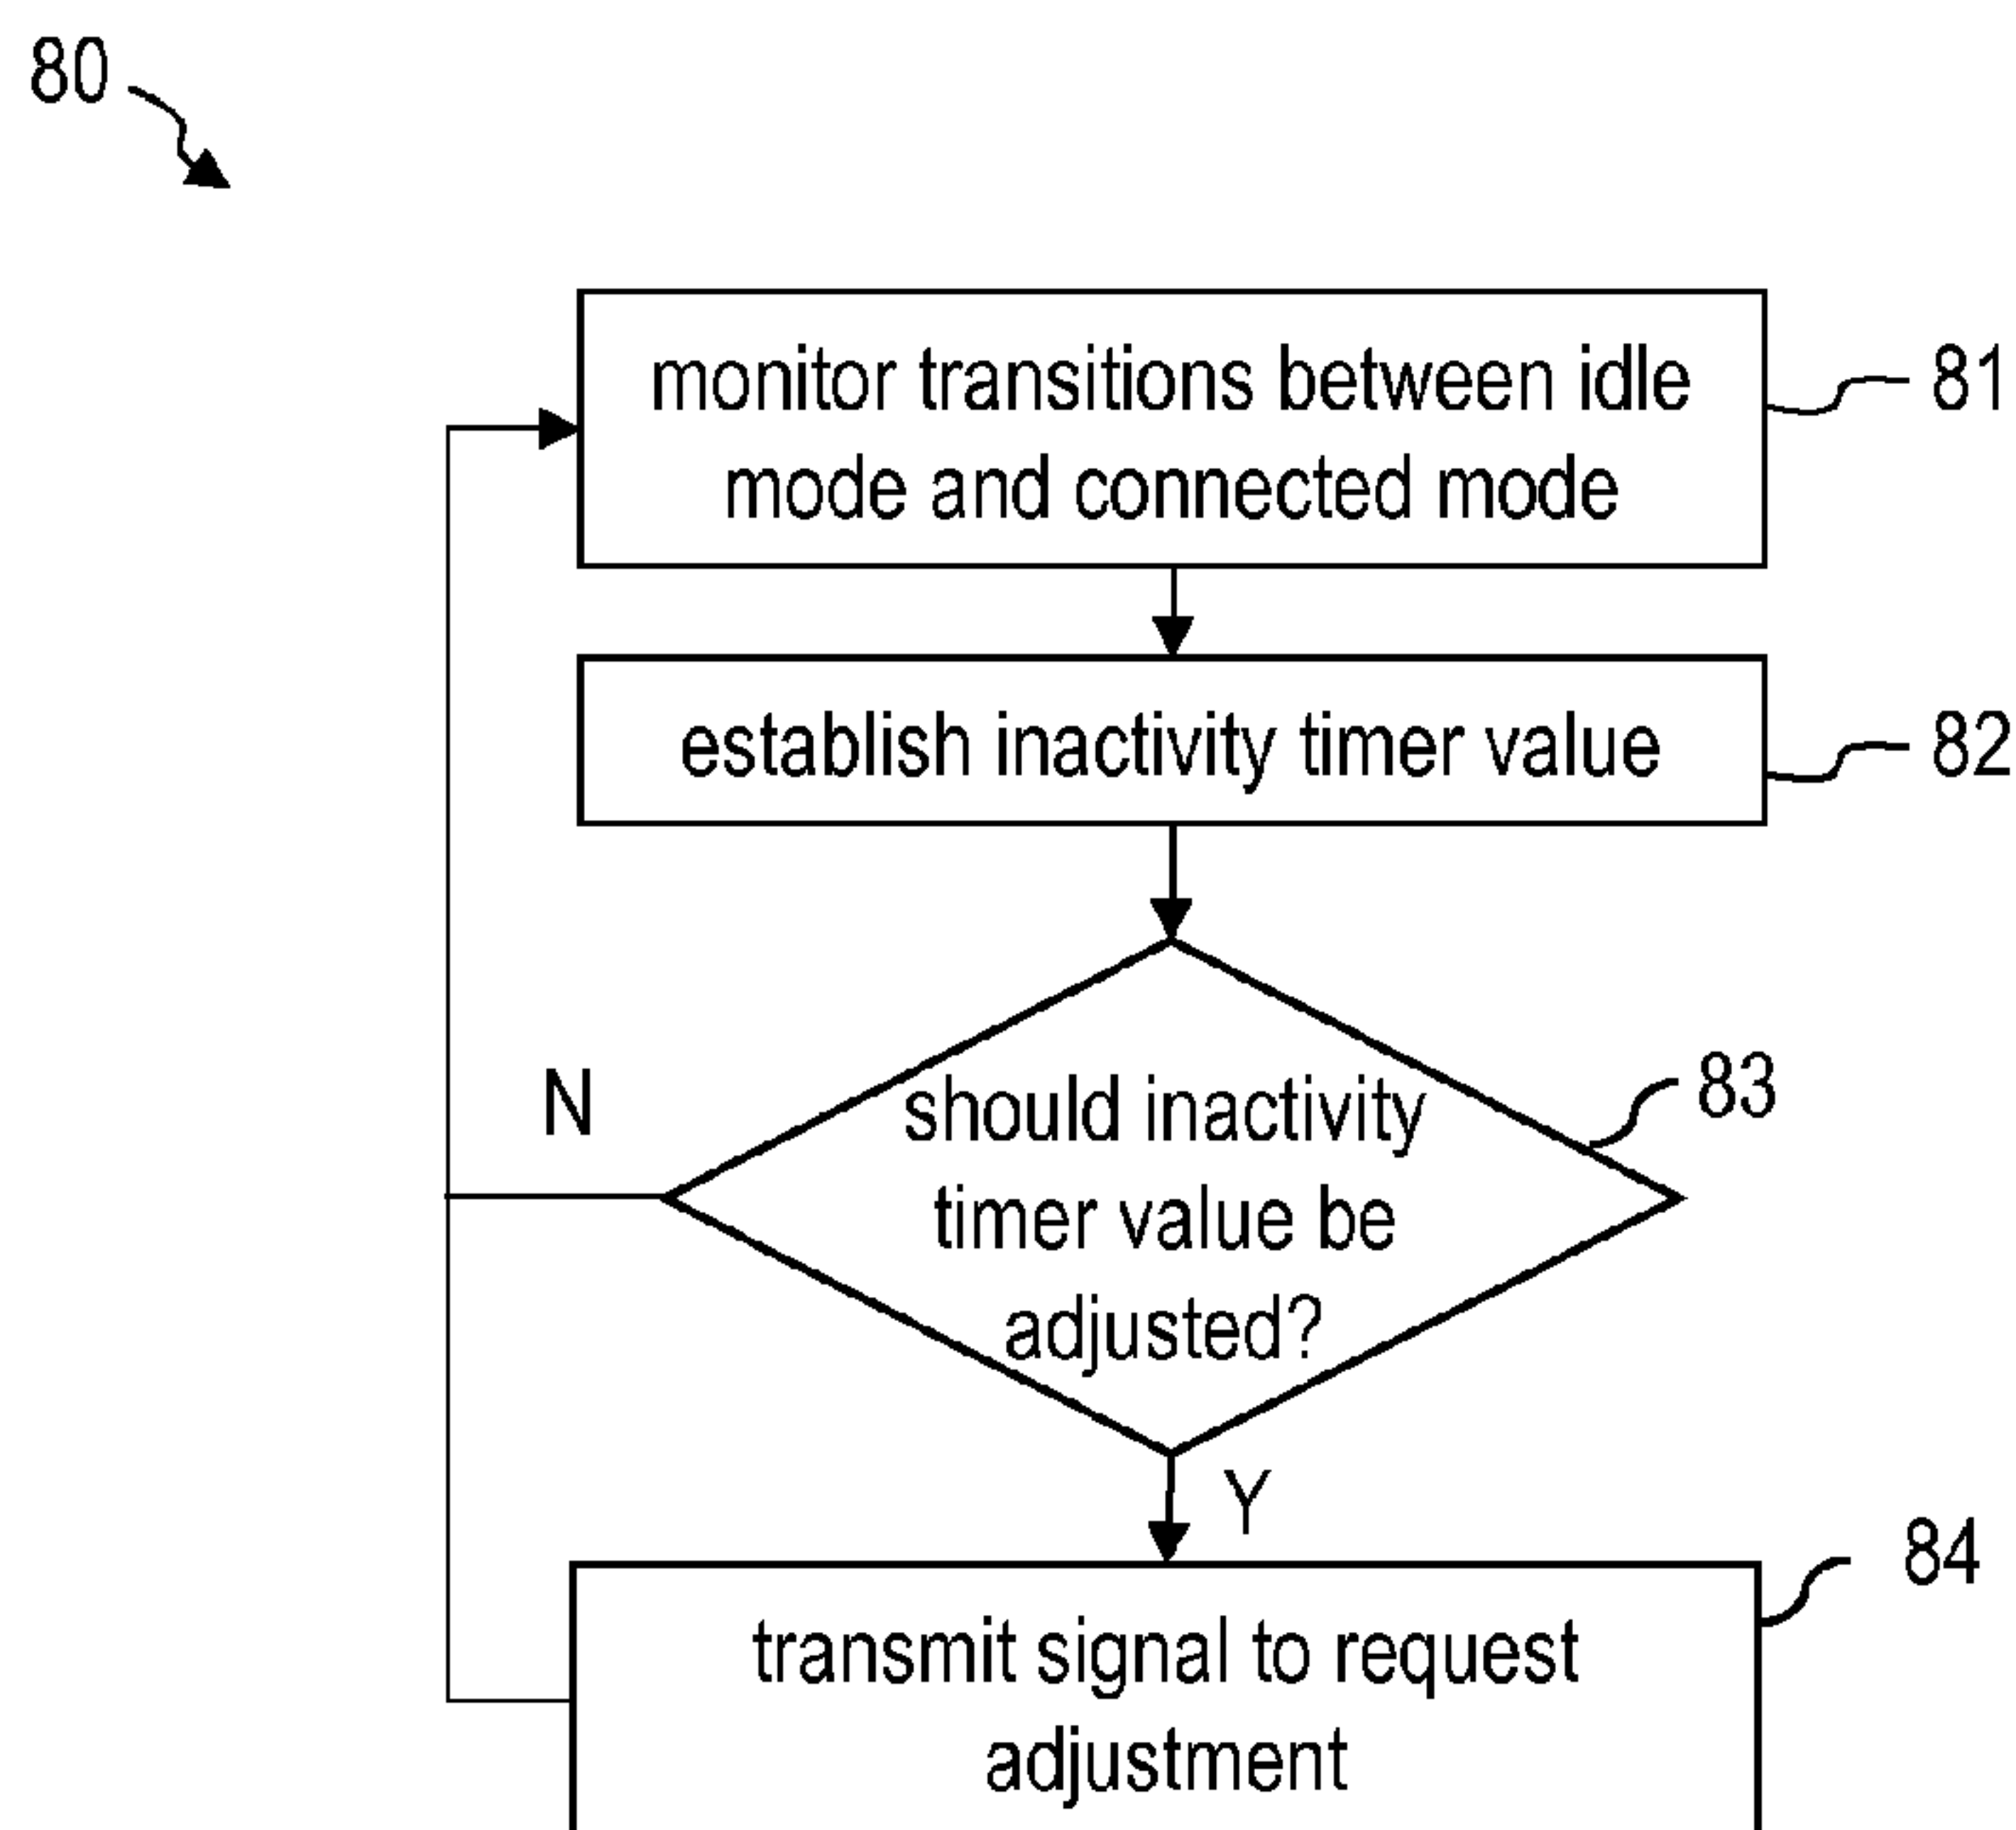 80
monitor transitions between idle
mode and connected mode
81
establish inactivity timer value
82
should inactivity
timer value be
adjusted?
83
N
Y
transmit signal to request
adjustment
84